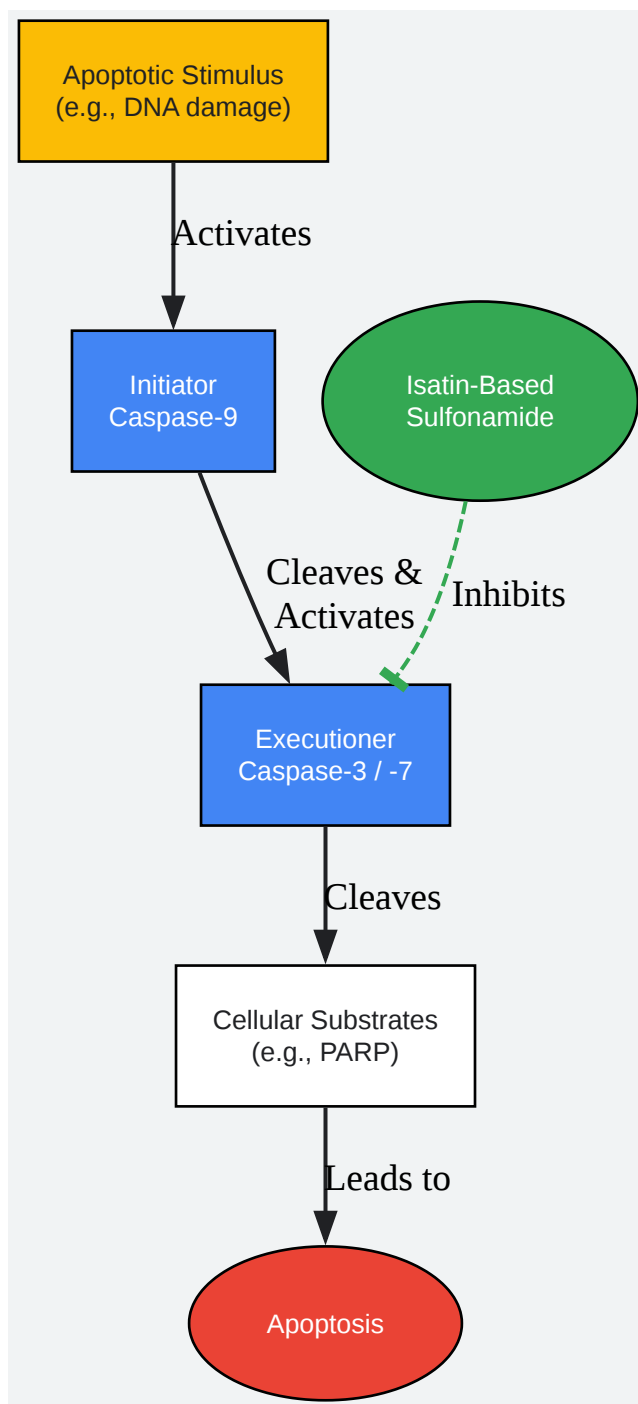 Apoptotic Stimulus
(e.g., DNA damage)
Activates
Initiator
Caspase-9
Isatin-Based
Sulfonamide
Cleaves &
Activates
Inhibits
Executioner
Caspase-3 / -7
Cleaves
Cellular Substrates
(e.g., PARP)
Leads to
Apoptosis